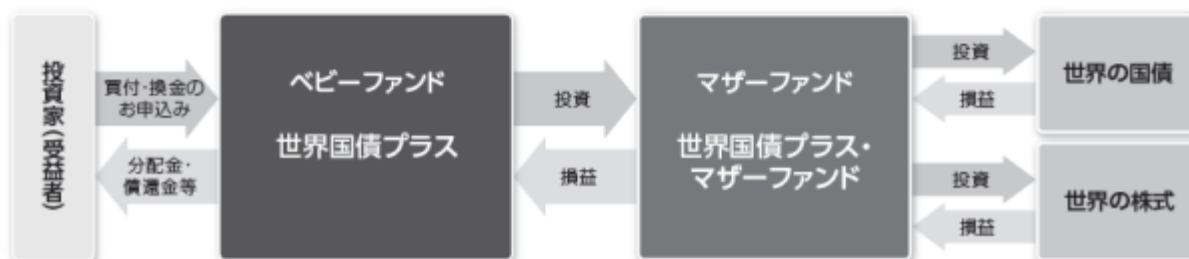 投資家(受益者)
買付・換金の
お申込み
分配金・
償還金等
ベビーファンド
世界国債プラス
投資
損益
マザーファンド
世界国債プラス・
マザーファンド
投資
損益
世界の国債
投資
損益
世界の株式